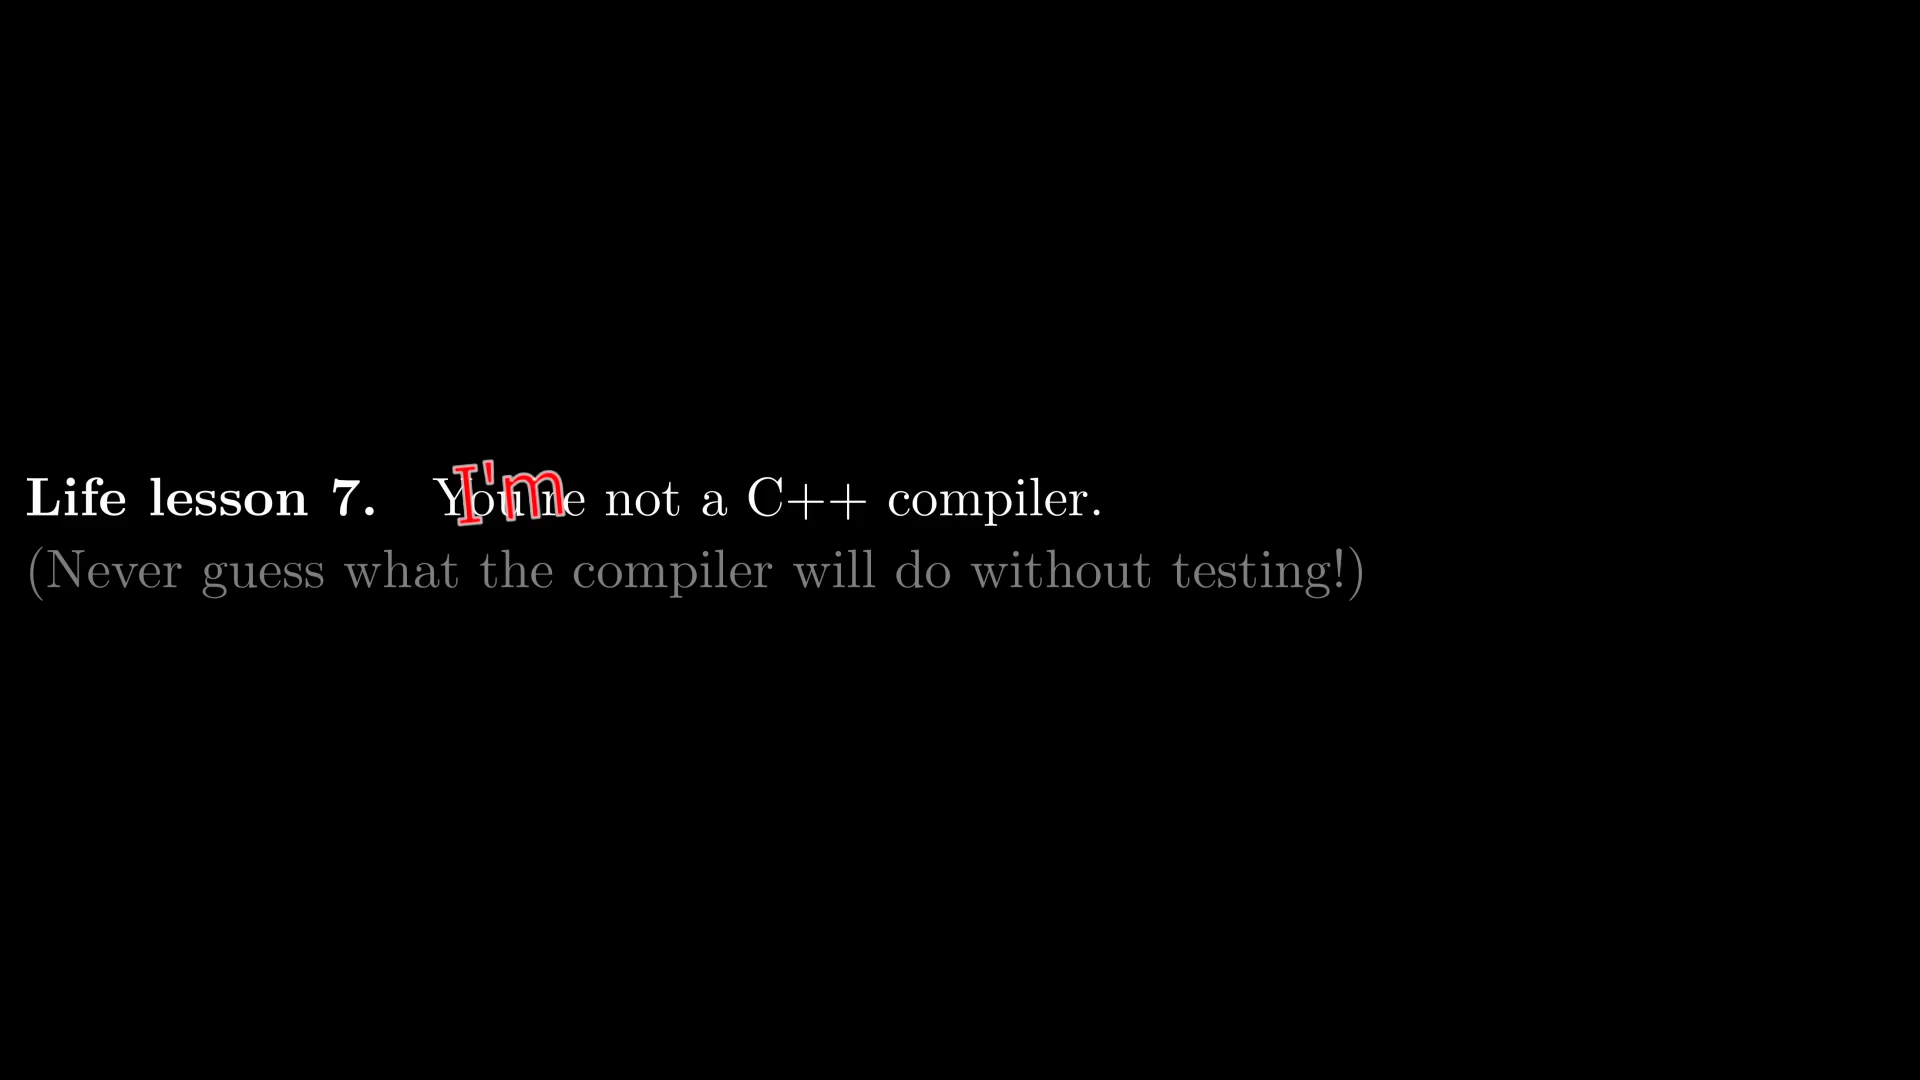 Life lesson 7. You're not a C++ compiler.
I'm
(Never guess what the compiler will do without testing!)